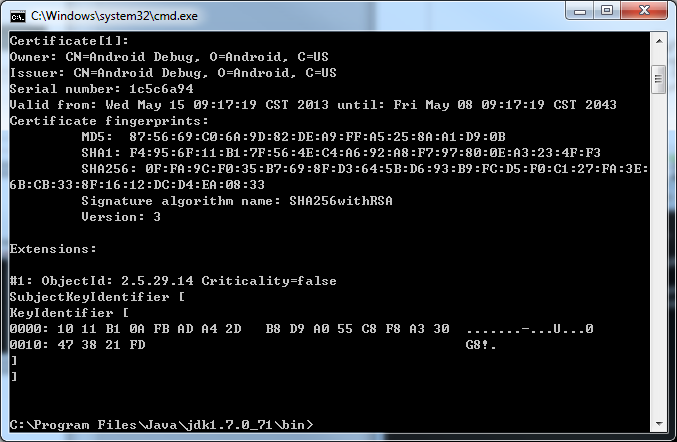 C:\Windows\system32\cmd.exe
Certificate[1]:
Owner: CN=Android Debug, O=Android, C=US
Issuer: CN=Android Debug, O=Android, C=US
Serial number: 1c5c6a94
Valid from: Wed May 15 09:17:19 CST 2013 until: Fri May 08 09:17:19 CST 2043
Certificate fingerprints:
         MD5:  87:56:69:C0:6A:9D:82:DE:A9:FF:A5:25:8A:A1:D9:0B
         SHA1: F4:95:6F:11:B1:7F:56:4E:C4:A6:92:A8:F7:97:80:0E:A3:23:4F:F3
         SHA256: 0F:FA:9C:F0:35:B7:69:8F:D3:64:5B:D6:93:B9:FC:D5:F0:C1:27:FA:3E:
6B:CB:33:8F:16:12:DC:D4:EA:08:33
         Signature algorithm name: SHA256withRSA
         Version: 3
Extensions:
#1: ObjectId: 2.5.29.14 Criticality=false
SubjectKeyIdentifier [
KeyIdentifier [
0000: 10 11 B1 0A FB AD A4 2D   B8 D9 A0 55 C8 F8 A3 30  .......-...U...0
0010: 47 38 21 FD                                        G8!.
]
]
C:\Program Files\Java\jdk1.7.0_71\bin>